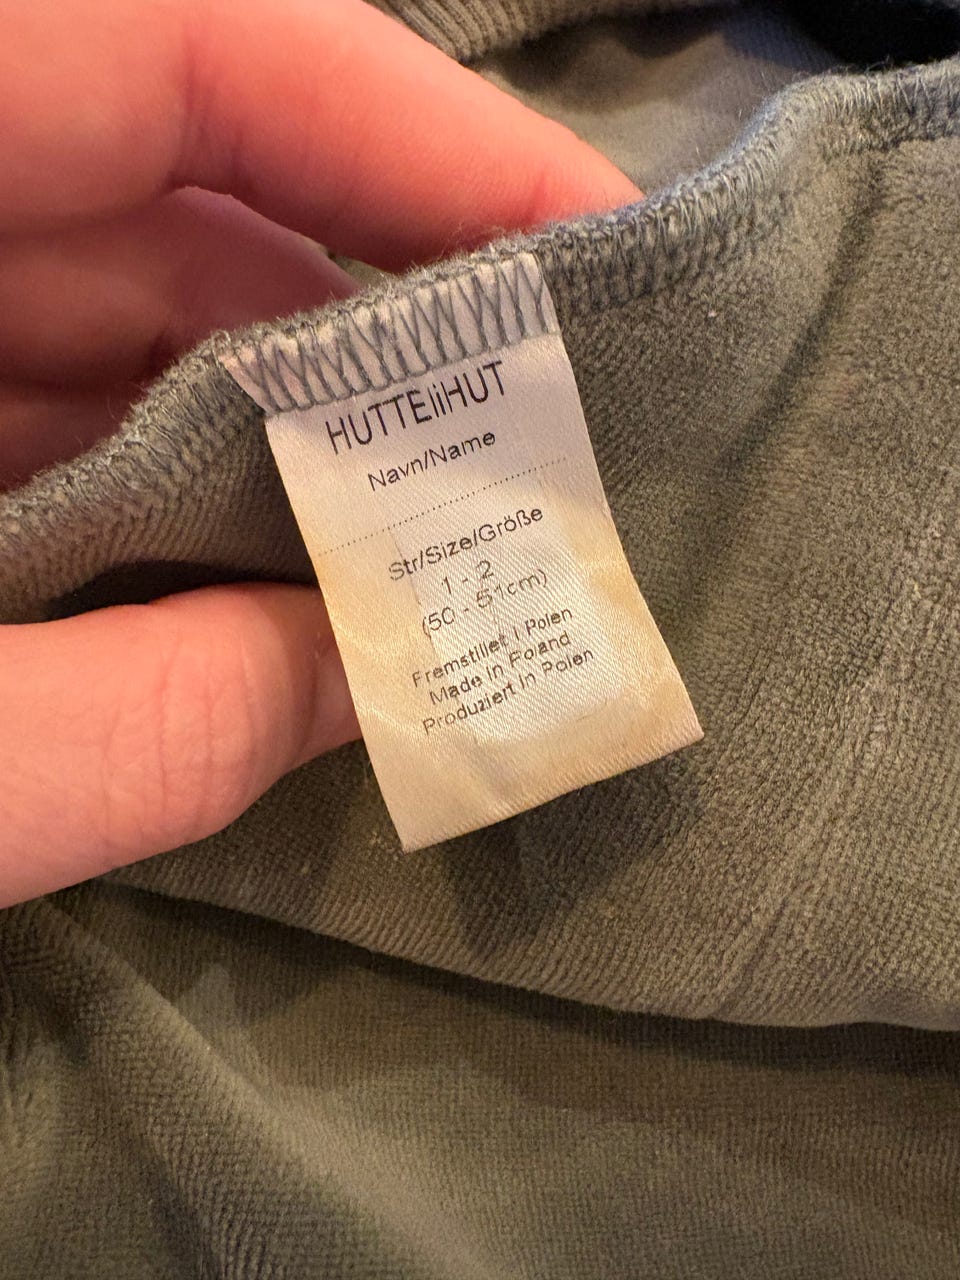 HUTTEliHUT
Navn/Name
Str/Size/Größe
1 - 2
(50 - 51cm)
Fremstillet I Polen
Made In Poland
Produziert In Polen